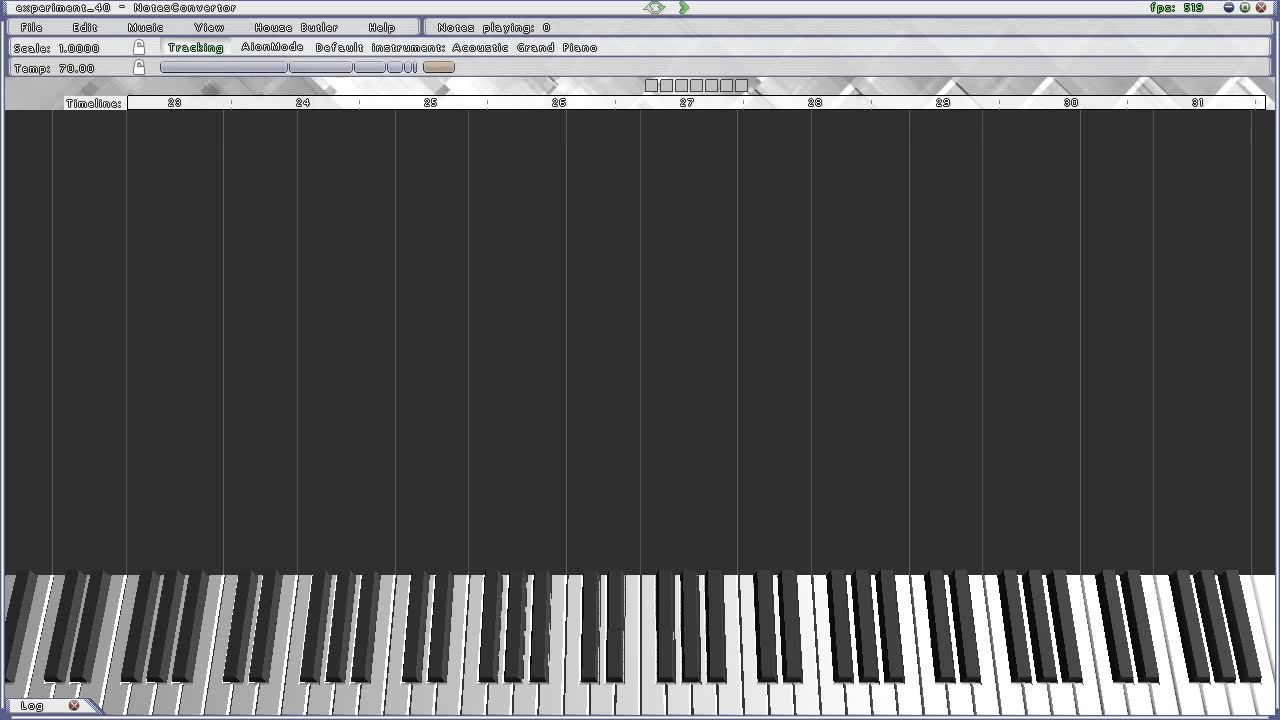 experiment_40 - NotesConvertor fps: 519
File Edit Music View House Butler Help Notes playing: 0
Scale: 1.0000 Tracking AionMode Default instrument: Acoustic Grand Piano
Temp: 70.00
Timeline: 23 24 25 26 27 28 29 30 31
Log